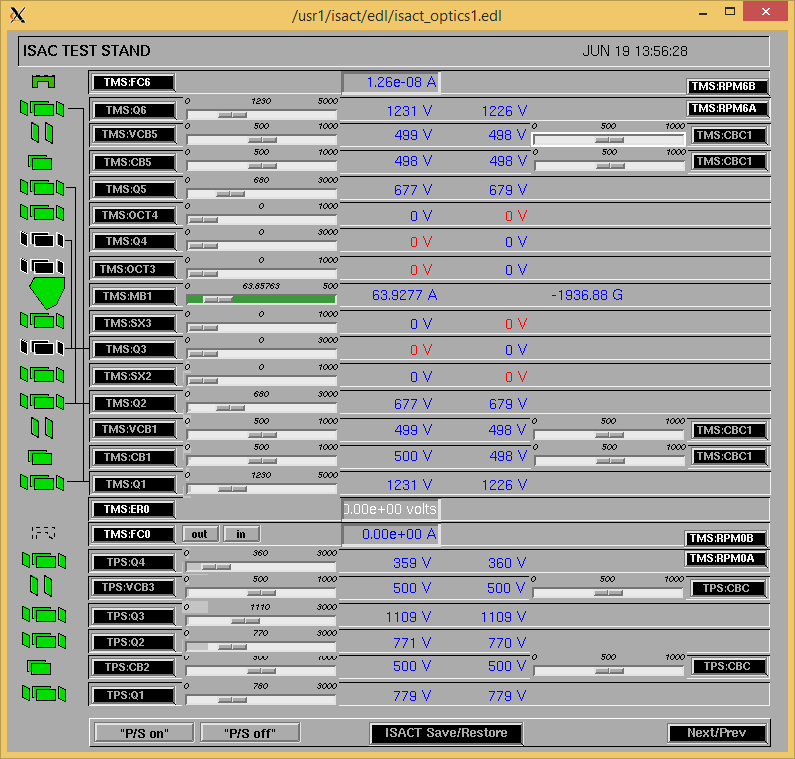 /usr1/isact/edl/isact_optics1.edl
ISAC TEST STAND JUN 19 13:56:28
TMS:FC6 1.26e-08 A TMS:RPM6B
TMS:Q6 0 1230 5000 1231 V 1226 V TMS:RPM6A
TMS:VCB5 0 500 1000 499 V 498 V 0 500 1000 TMS:CBC1
TMS:CB5 0 500 1000 498 V 498 V 0 500 1000 TMS:CBC1
TMS:Q5 0 680 3000 677 V 679 V
TMS:OCT4 0 0 1000 0 V 0 V
TMS:Q4 0 0 1000 0 V 0 V
TMS:OCT3 0 0 1000 0 V 0 V
TMS:MB1 0 63.85763 500 63.9277 A -1936.88 G
TMS:SX3 0 0 1000 0 V 0 V
TMS:Q3 0 0 1000 0 V 0 V
TMS:SX2 0 0 1000 0 V 0 V
TMS:Q2 0 680 3000 677 V 679 V
TMS:VCB1 0 500 1000 499 V 498 V 0 500 1000 TMS:CBC1
TMS:CB1 0 500 1000 500 V 498 V 0 500 1000 TMS:CBC1
TMS:Q1 0 1230 5000 1231 V 1226 V
TMS:ER0 0.00e+00 volts
TMS:FC0 out in 0.00e+00 A TMS:RPM0B
TPS:Q4 0 360 3000 359 V 360 V TMS:RPM0A
TPS:VCB3 0 500 1000 500 V 500 V 0 500 1000 TPS:CBC
TPS:Q3 0 1110 3000 1109 V 1109 V
TPS:Q2 0 770 3000 771 V 770 V
TPS:CB2 0 500 1000 500 V 500 V 0 500 1000 TPS:CBC
TPS:Q1 0 780 3000 779 V 779 V
"P/S on" "P/S off" ISACT Save/Restore Next/Prev